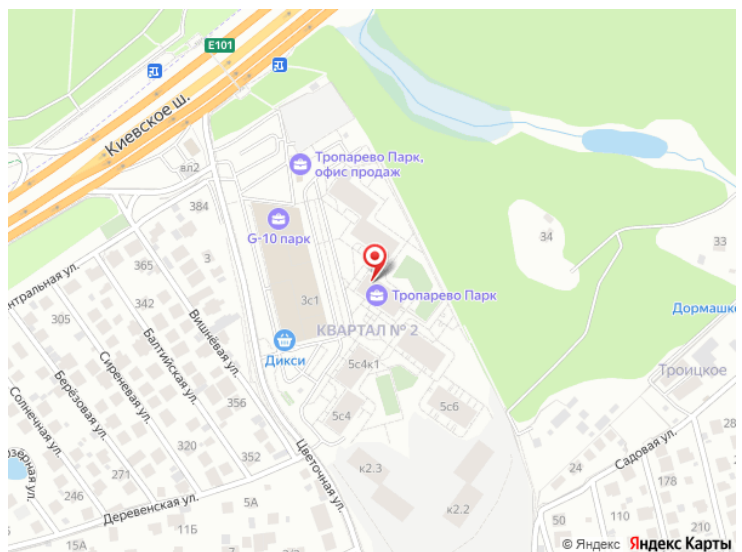 E101
Киевское ш.
вл2
Тропарево Парк,
офис продаж
384
G-10 парк
34
33
3
365
Центральная ул.
Тропарево Парк
342
3с1
305
Вишнёвая ул.
Дормашко
КВАРТАЛ № 2
Балтийская ул.
Дикси
5с4к1
Троицкое
Сиреневая ул.
Берёзовая ул.
Солнечная ул.
356
5с4
5с6
28
320
Садовая ул.
352
Цветочная ул.
271
к2.3
24
178
246
Деревенская ул.
5А
к2.2
11Б
50
110
210
15А
© Яндекс Яндекс Карты